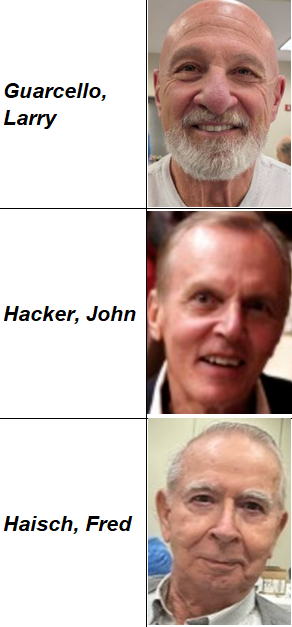 Guarcello,
Larry
Hacker, John
Haisch, Fred